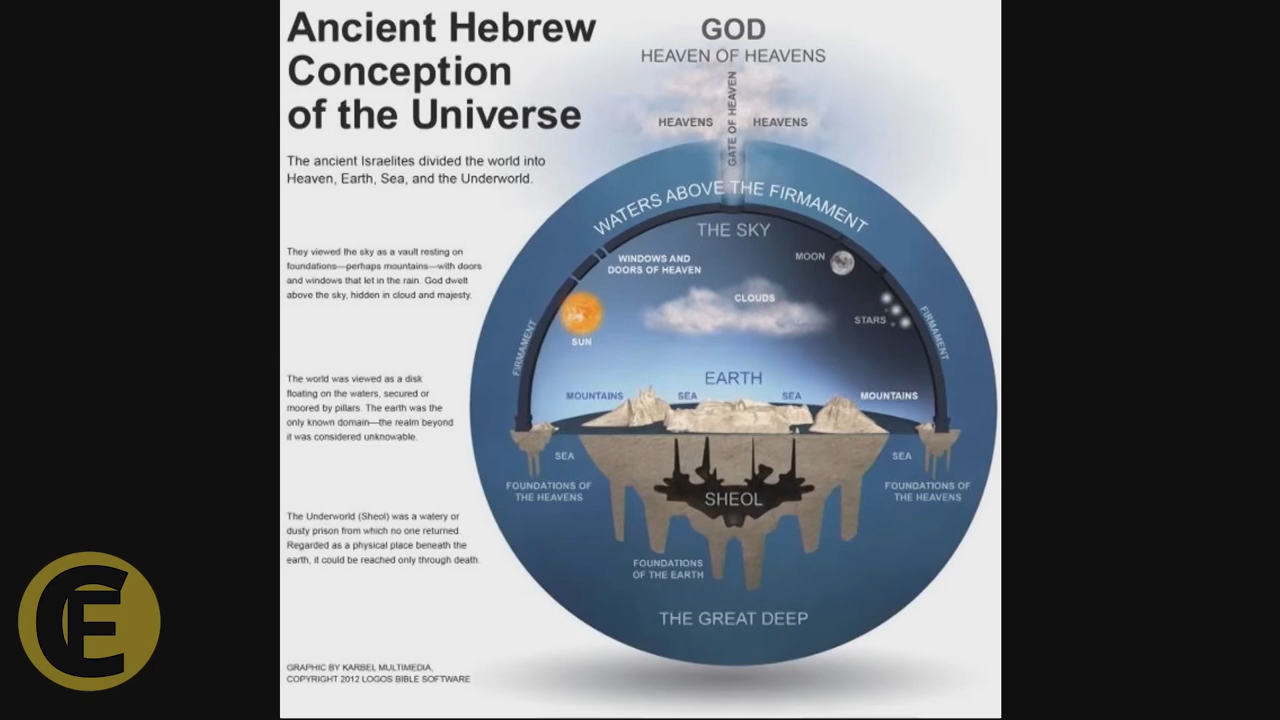 Ancient Hebrew
Conception
of the Universe
The ancient Israelites divided the world into
Heaven, Earth, Sea, and the Underworld.
They viewed the sky as a vault resting on
foundations—perhaps mountains—with doors
and windows that let in the rain. God dwelt
above the sky, hidden in cloud and majesty.
The world was viewed as a disk
floating on the waters, secured or
moored by pillars. The earth was the
only known domain—the realm beyond
it was considered unknowable.
The Underworld (Sheol) was a watery or
dusty prison from which no one returned.
Regarded as a physical place beneath the
earth, it could be reached only through death.
GRAPHIC BY KARBEL MULTIMEDIA,
COPYRIGHT 2012 LOGOS BIBLE SOFTWARE
GOD
HEAVEN OF HEAVENS
GATE OF HEAVEN
HEAVENS
HEAVENS
WATERS ABOVE THE FIRMAMENT
THE SKY
WINDOWS AND
DOORS OF HEAVEN
MOON
CLOUDS
STARS
SUN
FIRMAMENT
FIRMAMENT
EARTH
MOUNTAINS
SEA
SEA
MOUNTAINS
SEA
SEA
FOUNDATIONS OF
THE HEAVENS
FOUNDATIONS OF
THE HEAVENS
SHEOL
FOUNDATIONS
OF THE EARTH
THE GREAT DEEP
CF